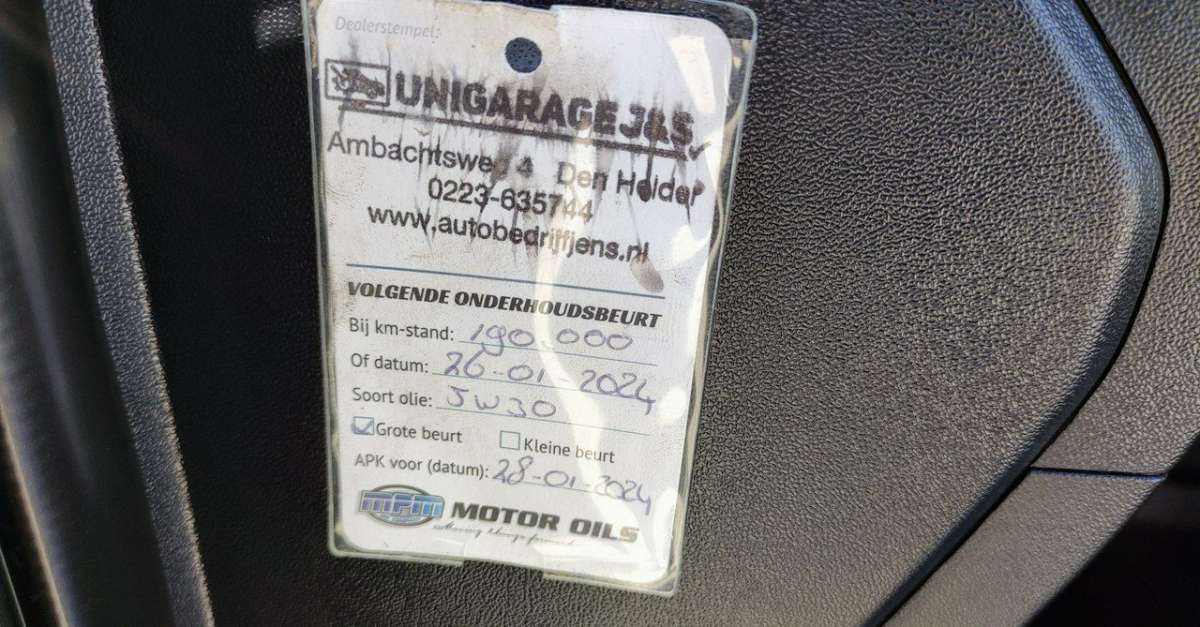 Dealerstempel:
UNIGARAGE J&S
Ambachtsweg 4 Den Helder
0223-635744
www.autobedrijfjens.nl
VOLGENDE ONDERHOUDSBEURT
Bij km-stand: 190.000
Of datum: 26-01-2024
Soort olie: 5W30
Grote beurt Kleine beurt
APK voor (datum): 28-01-2024
MPM MOTOR OILS